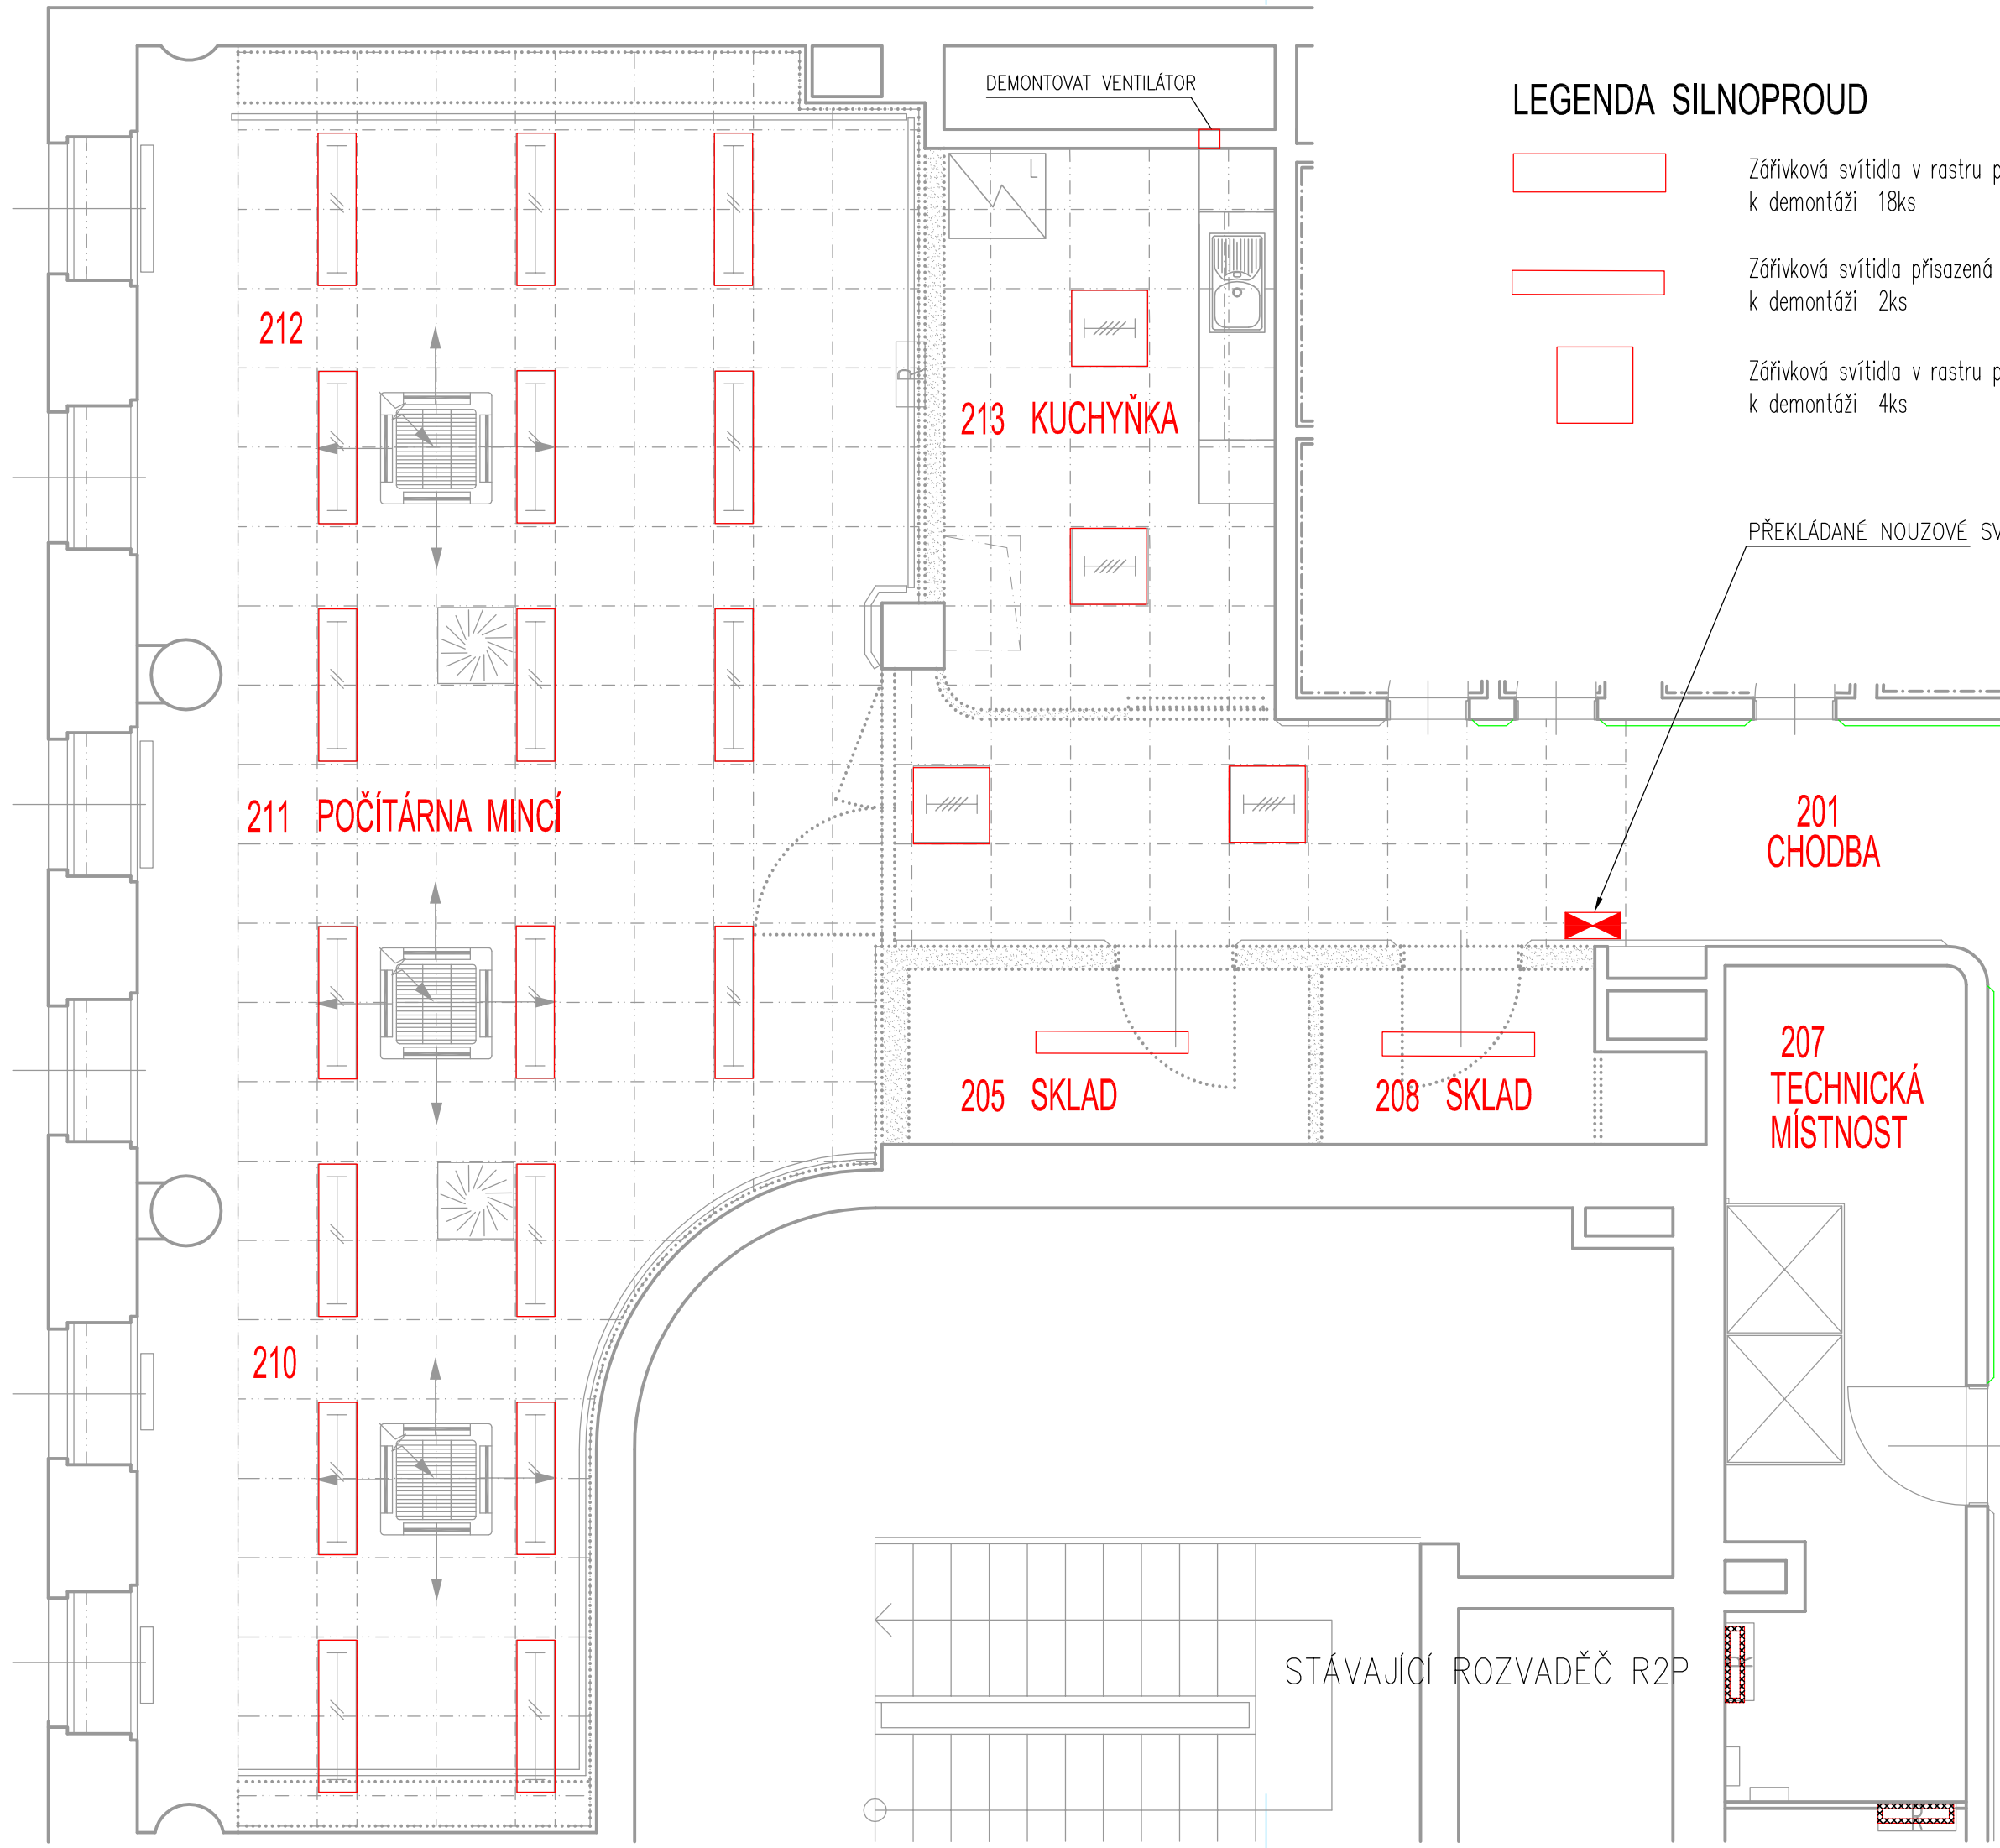 DEMONTOVAT VENTILÁTOR
LEGENDA SILNOPROUD
Zářivková svítidla v rastru
k demontáži 18ks
Zářivková svítidla přisazená
k demontáži 2ks
Zářivková svítidla v rastru
k demontáži 4ks
PŘEKLÁDANÉ NOUZOVÉ
212
L
R
213 KUCHYŇKA
211 POČÍTÁRNA MINCÍ
201
CHODBA
205 SKLAD
208 SKLAD
207
TECHNICKÁ
MÍSTNOST
210
STÁVAJÍCÍ ROZVADĚČ R2P
R
R